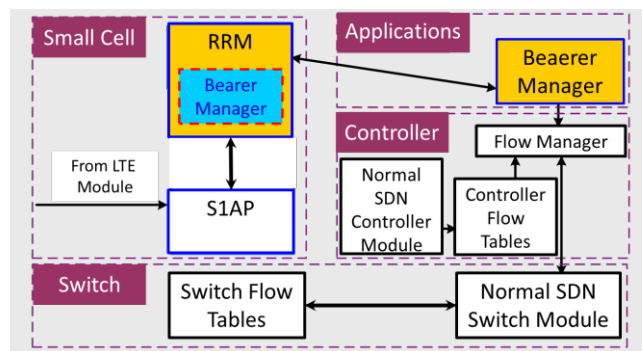 Small Cell
RRM
Bearer
Manager
From LTE
Module
S1AP
Applications
Beaerer
Manager
Controller
Flow Manager
Normal
SDN
Controller
Module
Controller
Flow
Tables
Switch
Switch Flow
Tables
Normal SDN
Switch Module